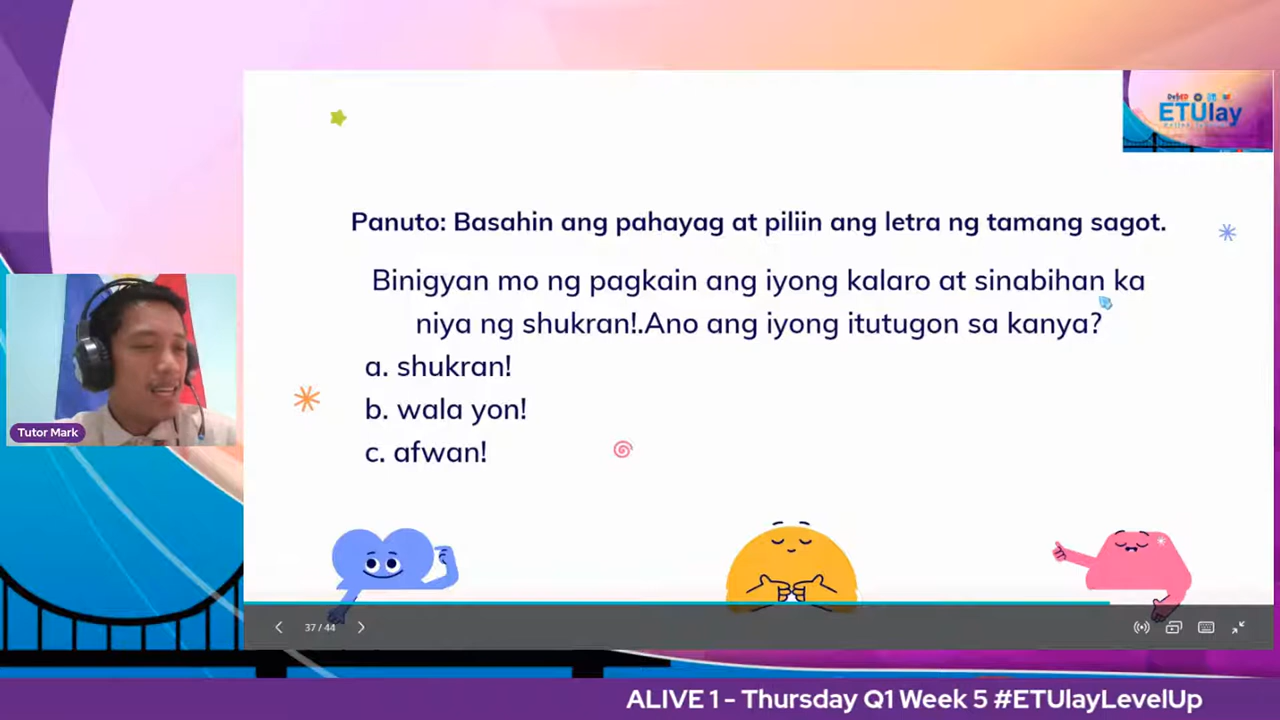 ETUlay
Panuto: Basahin ang pahayag at piliin ang letra ng tamang sagot.
Binigyan mo ng pagkain ang iyong kalaro at sinabihan ka
niya ng shukran!.Ano ang iyong itutugon sa kanya?
a. shukran!
b. wala yon!
c. afwan!
Tutor Mark
37 / 44
ALIVE 1 - Thursday Q1 Week 5 #ETUlayLevelUp